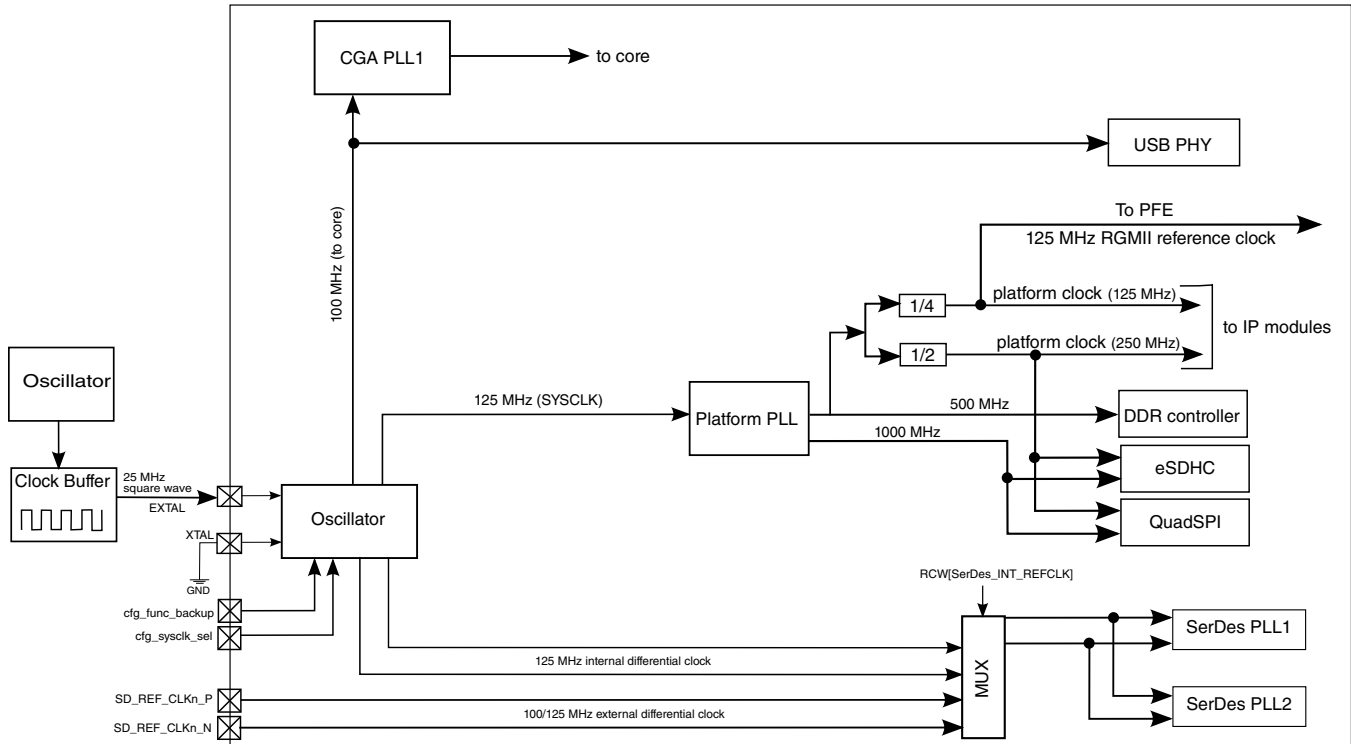 CGA PLL1
to core
USB PHY
100 MHz (to core)
To PFE
125 MHz RGMII reference clock
1/4
platform clock (125 MHz)
to IP modules
1/2
platform clock (250 MHz)
Oscillator
125 MHz (SYSCLK)
Platform PLL
500 MHz
DDR controller
1000 MHz
eSDHC
QuadSPI
Clock Buffer
25 MHz
square wave
EXTAL
Oscillator
XTAL
GND
cfg_func_backup
cfg_sysclk_sel
RCW[SerDes_INT_REFCLK]
MUX
SerDes PLL1
125 MHz internal differential clock
SD_REF_CLKn_P
100/125 MHz external differential clock
SD_REF_CLKn_N
SerDes PLL2